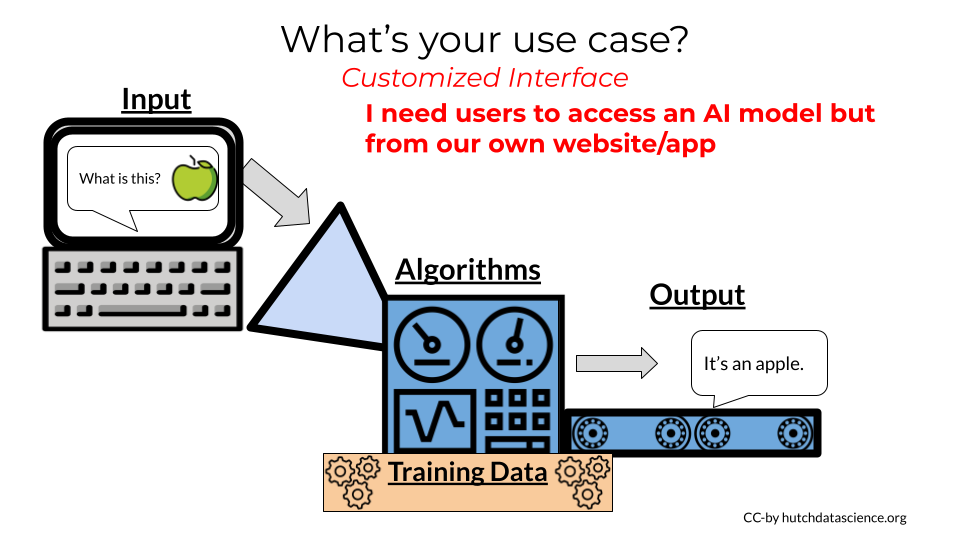 What's your use case?
Customized Interface
I need users to access an AI model but
from our own website/app
Input
What is this?
Algorithms
Output
It's an apple.
Training Data
CC-by hutchdatascience.org